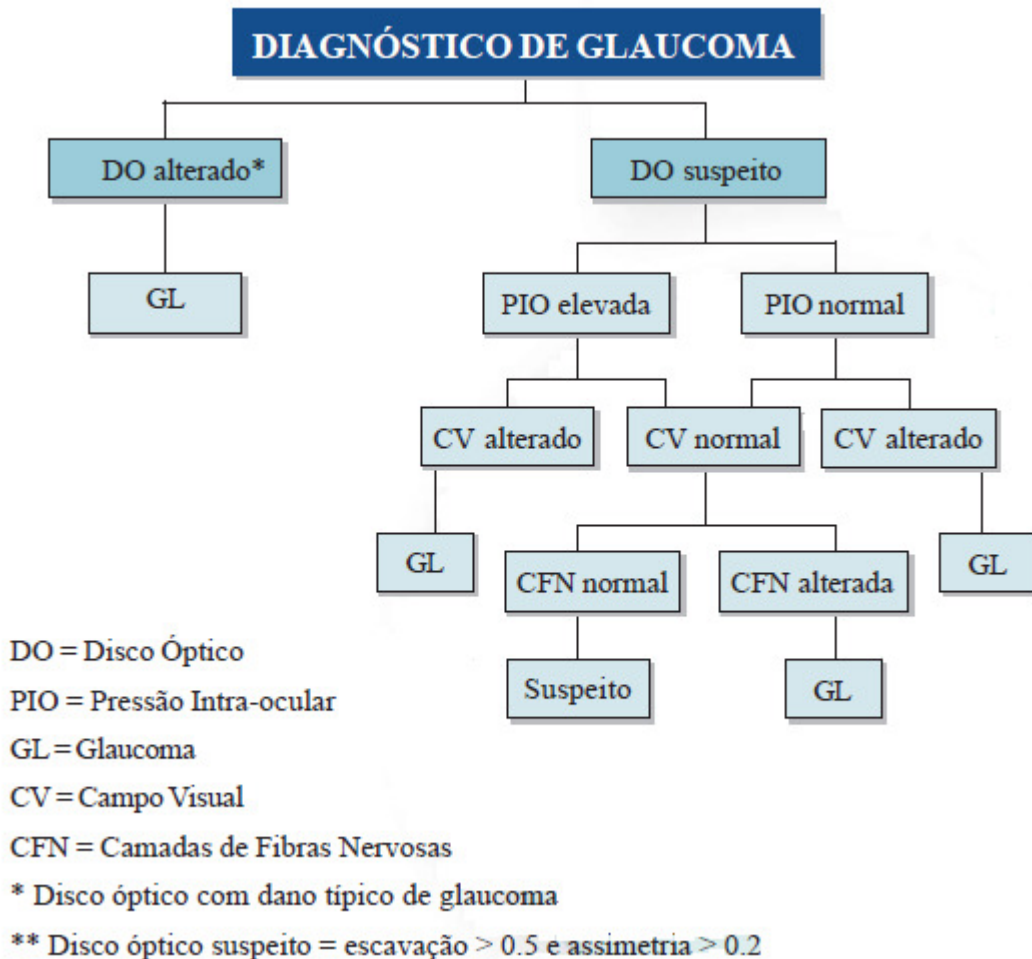 DIAGNÓSTICO DE GLAUCOMA
DO alterado*
DO suspeito
GL
PIO elevada
PIO normal
CV alterado
CV normal
CV alterado
GL
CFN normal
CFN alterada
GL
Suspeito
GL
DO = Disco Óptico
PIO = Pressão Intra-ocular
GL = Glaucoma
CV = Campo Visual
CFN = Camadas de Fibras Nervosas
* Disco óptico com dano típico de glaucoma
** Disco óptico suspeito = escavação > 0.5 e assimetria > 0.2